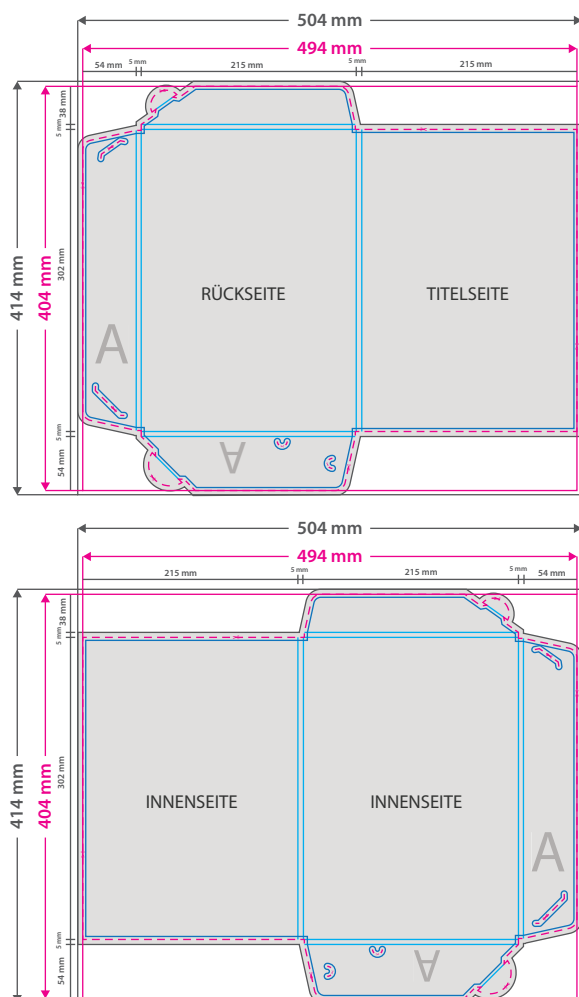 504 mm
494 mm
54 mm 5 mm 215 mm 5 mm 215 mm
38 mm
5 mm
302 mm
414 mm
404 mm
RÜCKSEITE TITELSEITE
A
5 mm
54 mm
A
504 mm
494 mm
215 mm 5 mm 215 mm 5 mm 54 mm
38 mm
5 mm
302 mm
414 mm
404 mm
INNENSEITE INNENSEITE
A
5 mm
54 mm
A